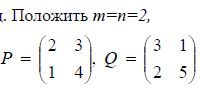 д. Положить m=n=2,
P = (2 3
1 4), Q = (3 1
2 5)